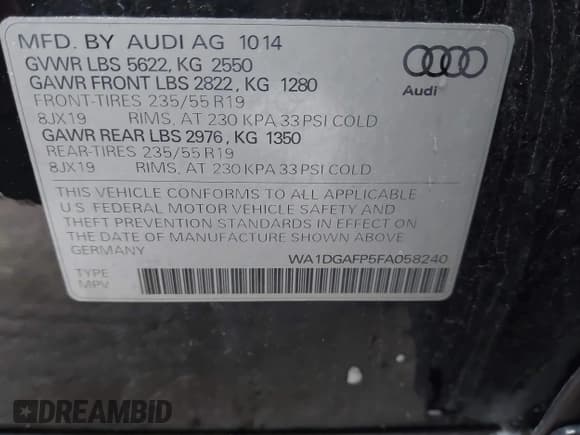 MFD. BY AUDI AG 10 14
GVWR LBS 5622, KG 2550
GAWR FRONT LBS 2822, KG 1280
FRONT-TIRES 235/55 R19
8JX19 RIMS, AT 230 KPA 33 PSI COLD
GAWR REAR LBS 2976, KG 1350
REAR-TIRES 235/55 R19
8JX19 RIMS, AT 230 KPA 33 PSI COLD
THIS VEHICLE CONFORMS TO ALL APPLICABLE
U.S. FEDERAL MOTOR VEHICLE SAFETY AND
THEFT PREVENTION STANDARDS IN EFFECT ON
THE DATE OF MANUFACTURE SHOWN ABOVE.
GERMANY
WA1DGAFP5FA058240
TYPE:
MPV
Audi
DREAMBID